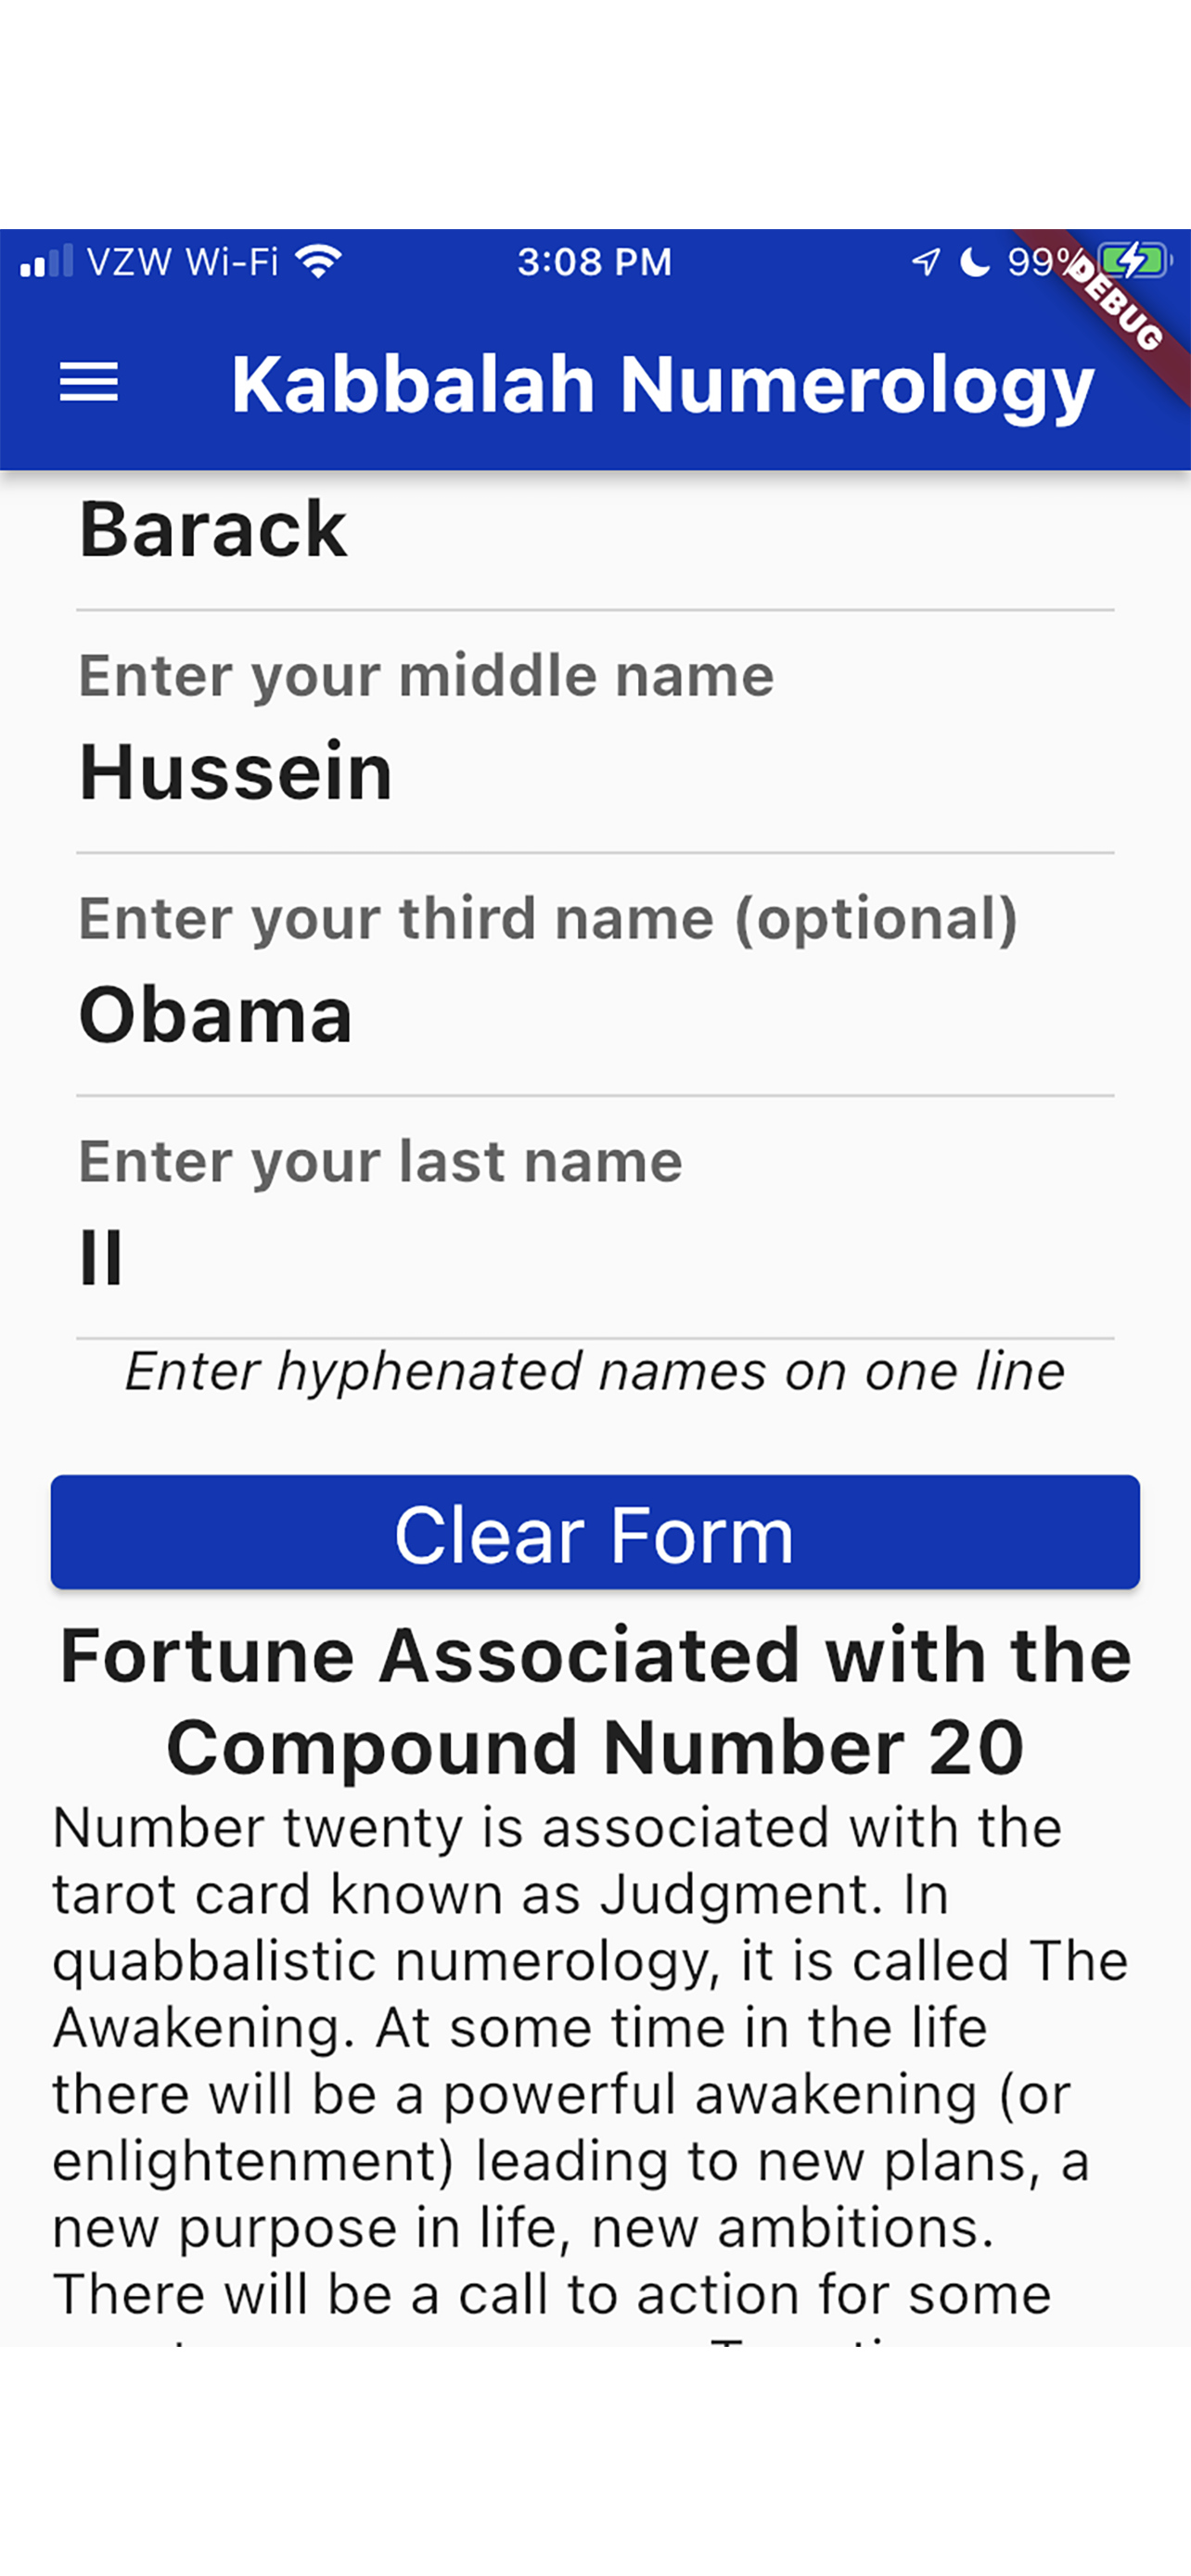 VZW Wi-Fi 3:08 PM 99%
DEBUG
Kabbalah Numerology
Barack
Enter your middle name
Hussein
Enter your third name (optional)
Obama
Enter your last name
II
Enter hyphenated names on one line
Clear Form
Fortune Associated with the
Compound Number 20
Number twenty is associated with the
tarot card known as Judgment. In
quabbalistic numerology, it is called The
Awakening. At some time in the life
there will be a powerful awakening (or
enlightenment) leading to new plans, a
new purpose in life, new ambitions.
There will be a call to action for some